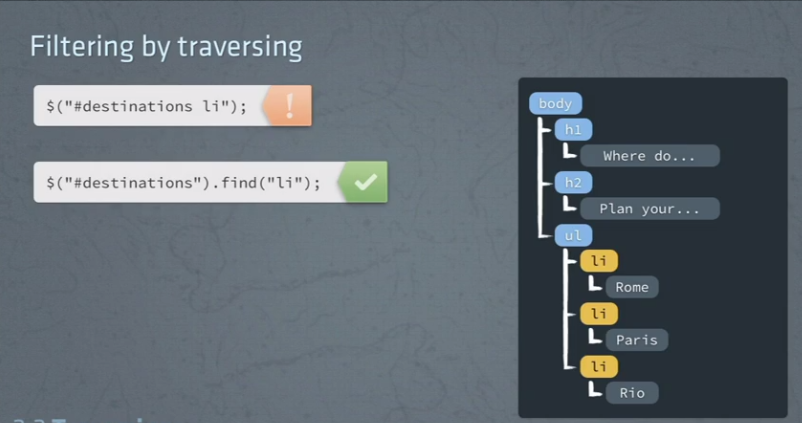 Filtering by traversing
$("#destinations li");
!
$("#destinations").find("li");
body
h1
Where do...
h2
Plan your...
ul
li
Rome
li
Paris
li
Rio